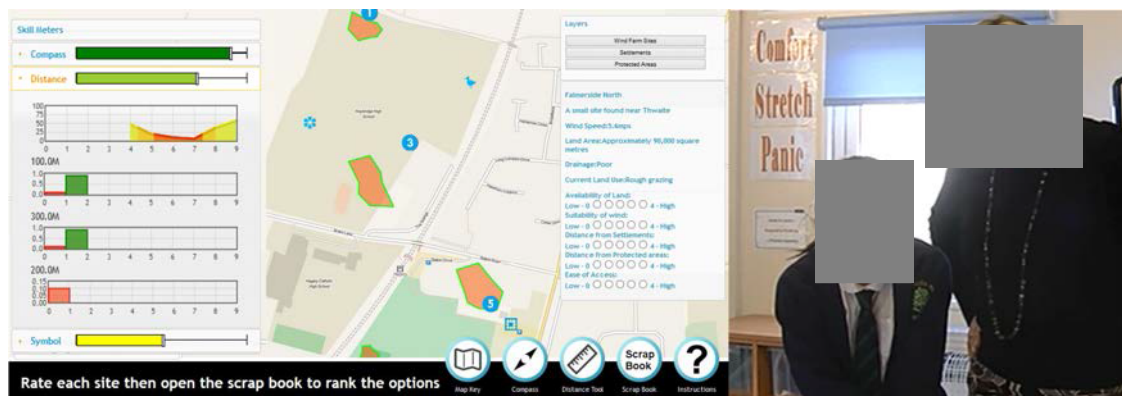 Skill Meters
Compass
Distance
100
75
50
25
0
0 1 2 3 4 5 6 7 8 9
100.0M
1.0
0.5
0.0
0 1 2 3 4 5 6 7 8 9
300.0M
1.0
0.5
0.0
0 1 2 3 4 5 6 7 8 9
200.0M
0.15
0.10
0.05
0.00
0 1 2 3 4 5 6 7 8 9
Symbol
1
3
5
Layers
Wind Farm Sites
Settlements
Protected Areas
Falmerside North
A small site found near Thwaite
Wind Speed:5.4mps
Land Area:Approximately 90,000 square
metres
Drainage:Poor
Current Land Use:Rough grazing
Availability of Land:
Low - 0 4 - High
Suitability of wind:
Low - 0 4 - High
Distance from Settlements:
Low - 0 4 - High
Distance from Protected areas:
Low - 0 4 - High
Ease of Access:
Low - 0 4 - High
Rate each site then open the scrap book to rank the options
Map Key
Compass
Distance Tool
Scrap
Book
Scrap Book
?
Instructions
Comfort
Stretch
Panic